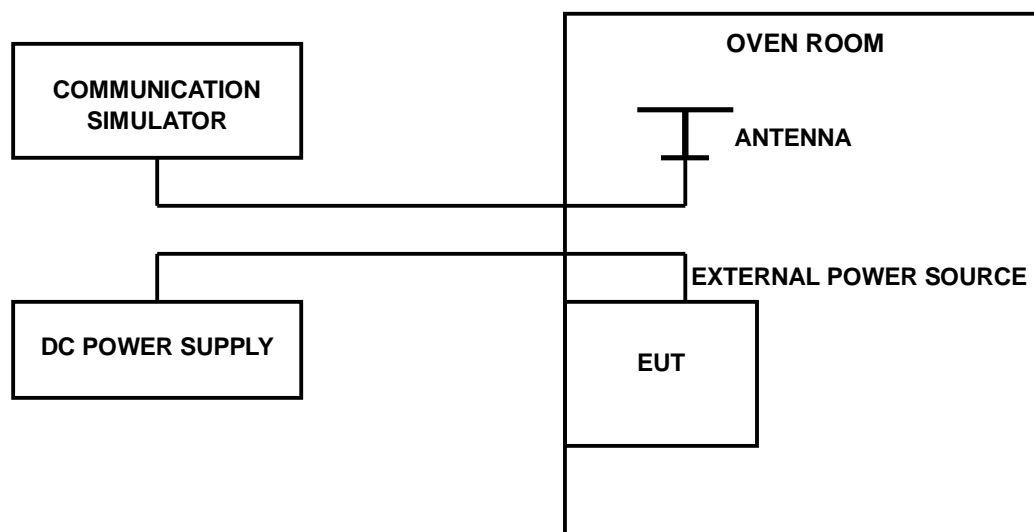 OVEN ROOM
COMMUNICATION
SIMULATOR
ANTENNA
EXTERNAL POWER SOURCE
DC POWER SUPPLY
EUT